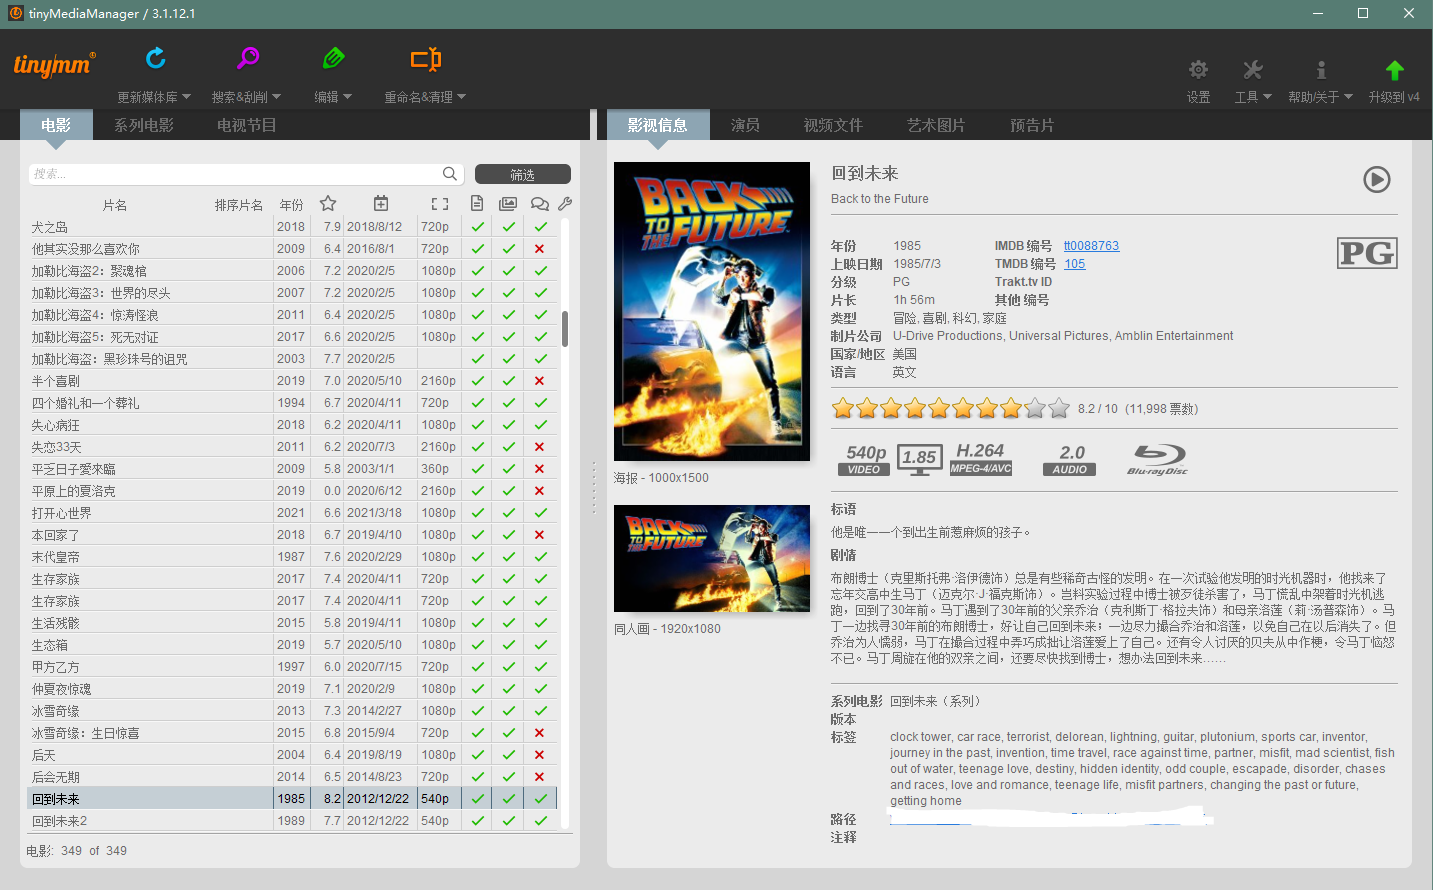 tinyMediaManager / 3.1.12.1
tinymm®
更新媒体库
搜索&刮削
编辑
重命名&清理
设置
工具
帮助/关于
升级到 v4
电影
系列电影
电视节目
影视信息
演员
视频文件
艺术图片
预告片
搜索...
筛选
片名 排序片名 年份
犬之岛 2018 7.9 2018/8/12 720p
他其实没那么喜欢你 2009 6.4 2016/8/1 720p
加勒比海盗2：聚魂棺 2006 7.2 2020/2/5 1080p
加勒比海盗3：世界的尽头 2007 7.2 2020/2/5 1080p
加勒比海盗4：惊涛怪浪 2011 6.4 2020/2/5 1080p
加勒比海盗5：死无对证 2017 6.6 2020/2/5 1080p
加勒比海盗：黑珍珠号的诅咒 2003 7.7 2020/2/5
半个喜剧 2019 7.0 2020/5/10 2160p
四个婚礼和一个葬礼 1994 6.7 2020/4/11 720p
失心病狂 2018 6.2 2020/4/11 1080p
失恋33天 2011 6.2 2020/7/3 2160p
平乏日子愛來臨 2009 5.8 2003/1/1 360p
平原上的夏洛克 2019 0.0 2020/6/12 2160p
打开心世界 2021 6.6 2021/3/18 1080p
本回家了 2018 6.7 2019/4/10 1080p
末代皇帝 1987 7.6 2020/2/29 1080p
生存家族 2017 7.4 2020/4/11 720p
生存家族 2017 7.4 2020/4/11 720p
生活残骸 2015 5.8 2019/4/11 1080p
生态箱 2019 5.7 2020/5/10 1080p
甲方乙方 1997 6.0 2020/7/15 720p
仲夏夜惊魂 2019 7.1 2020/2/9 1080p
冰雪奇缘 2013 7.3 2014/2/27 1080p
冰雪奇缘：生日惊喜 2015 6.8 2015/9/4 720p
后天 2004 6.4 2019/8/19 1080p
后会无期 2014 6.5 2014/8/23 720p
回到未来 1985 8.2 2012/12/22 540p
回到未来2 1989 7.7 2012/12/22 540p
电影: 349 of 349
BACK
TO
THE FUTURE
海报 - 1000x1500
BACK
TO
THE FUTURE
同人画 - 1920x1080
回到未来
Back to the Future
年份 1985 IMDB 编号 tt0088763
PG
上映日期 1985/7/3 TMDB 编号 105
分级 PG Trakt.tv ID
片长 1h 56m 其他 编号
类型 冒险, 喜剧, 科幻, 家庭
制片公司 U-Drive Productions, Universal Pictures, Amblin Entertainment
国家/地区 美国
语言 英文
8.2 / 10 (11,998 票数)
540p VIDEO
1.85
H.264 MPEG-4/AVC
2.0 AUDIO
Blu-ray Disc
标语
他是唯一一个到出生前惹麻烦的孩子。
剧情
布朗博士（克里斯托弗·洛伊德饰）总是有些稀奇古怪的发明。在一次试验他发明的时光机器时，他找来了
忘年交高中生马丁（迈克尔·J·福克斯饰）。岂料实验过程中博士被歹徒杀害了，马丁慌乱中架着时光机逃
跑，回到了30年前。马丁遇到了30年前的父亲乔治（克利斯丁·格拉夫饰）和母亲洛莲（莉·汤普森饰）。马
丁一边找寻30年前的布朗博士，好让自己回到未来；一边尽力撮合乔治和洛莲，以免自己在以后消失了。但
乔治为人懦弱，马丁在撮合过程中弄巧成拙让洛莲爱上了自己。还有令人讨厌的贝夫从中作梗，令马丁恼怒
不已。马丁周旋在他的双亲之间，还要尽快找到博士，想办法回到未来……
系列电影 回到未来（系列）
版本
标签 clock tower, car race, terrorist, delorean, lightning, guitar, plutonium, sports car, inventor,
journey in the past, invention, time travel, race against time, partner, misfit, mad scientist, fish
out of water, teenage love, destiny, hidden identity, odd couple, escapade, disorder, chases
and races, love and romance, teenage life, misfit partners, changing the past or future,
getting home
路径
注释